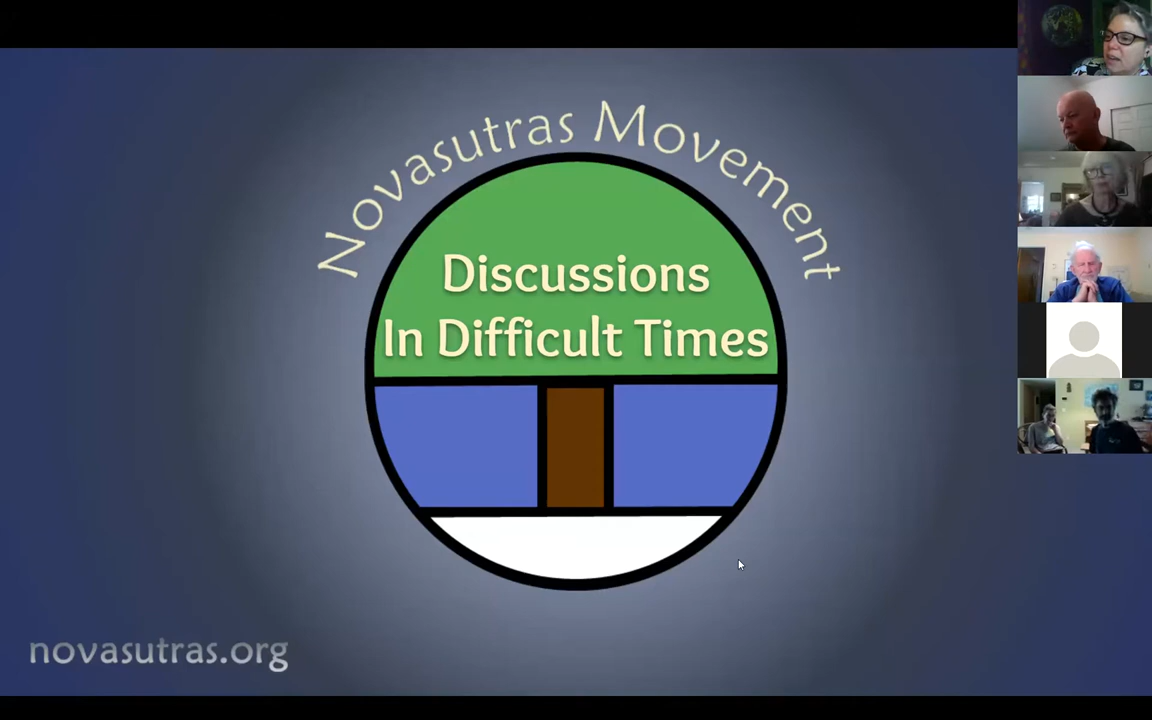 Novasutras Movement
Discussions
In Difficult Times
novasutras.org